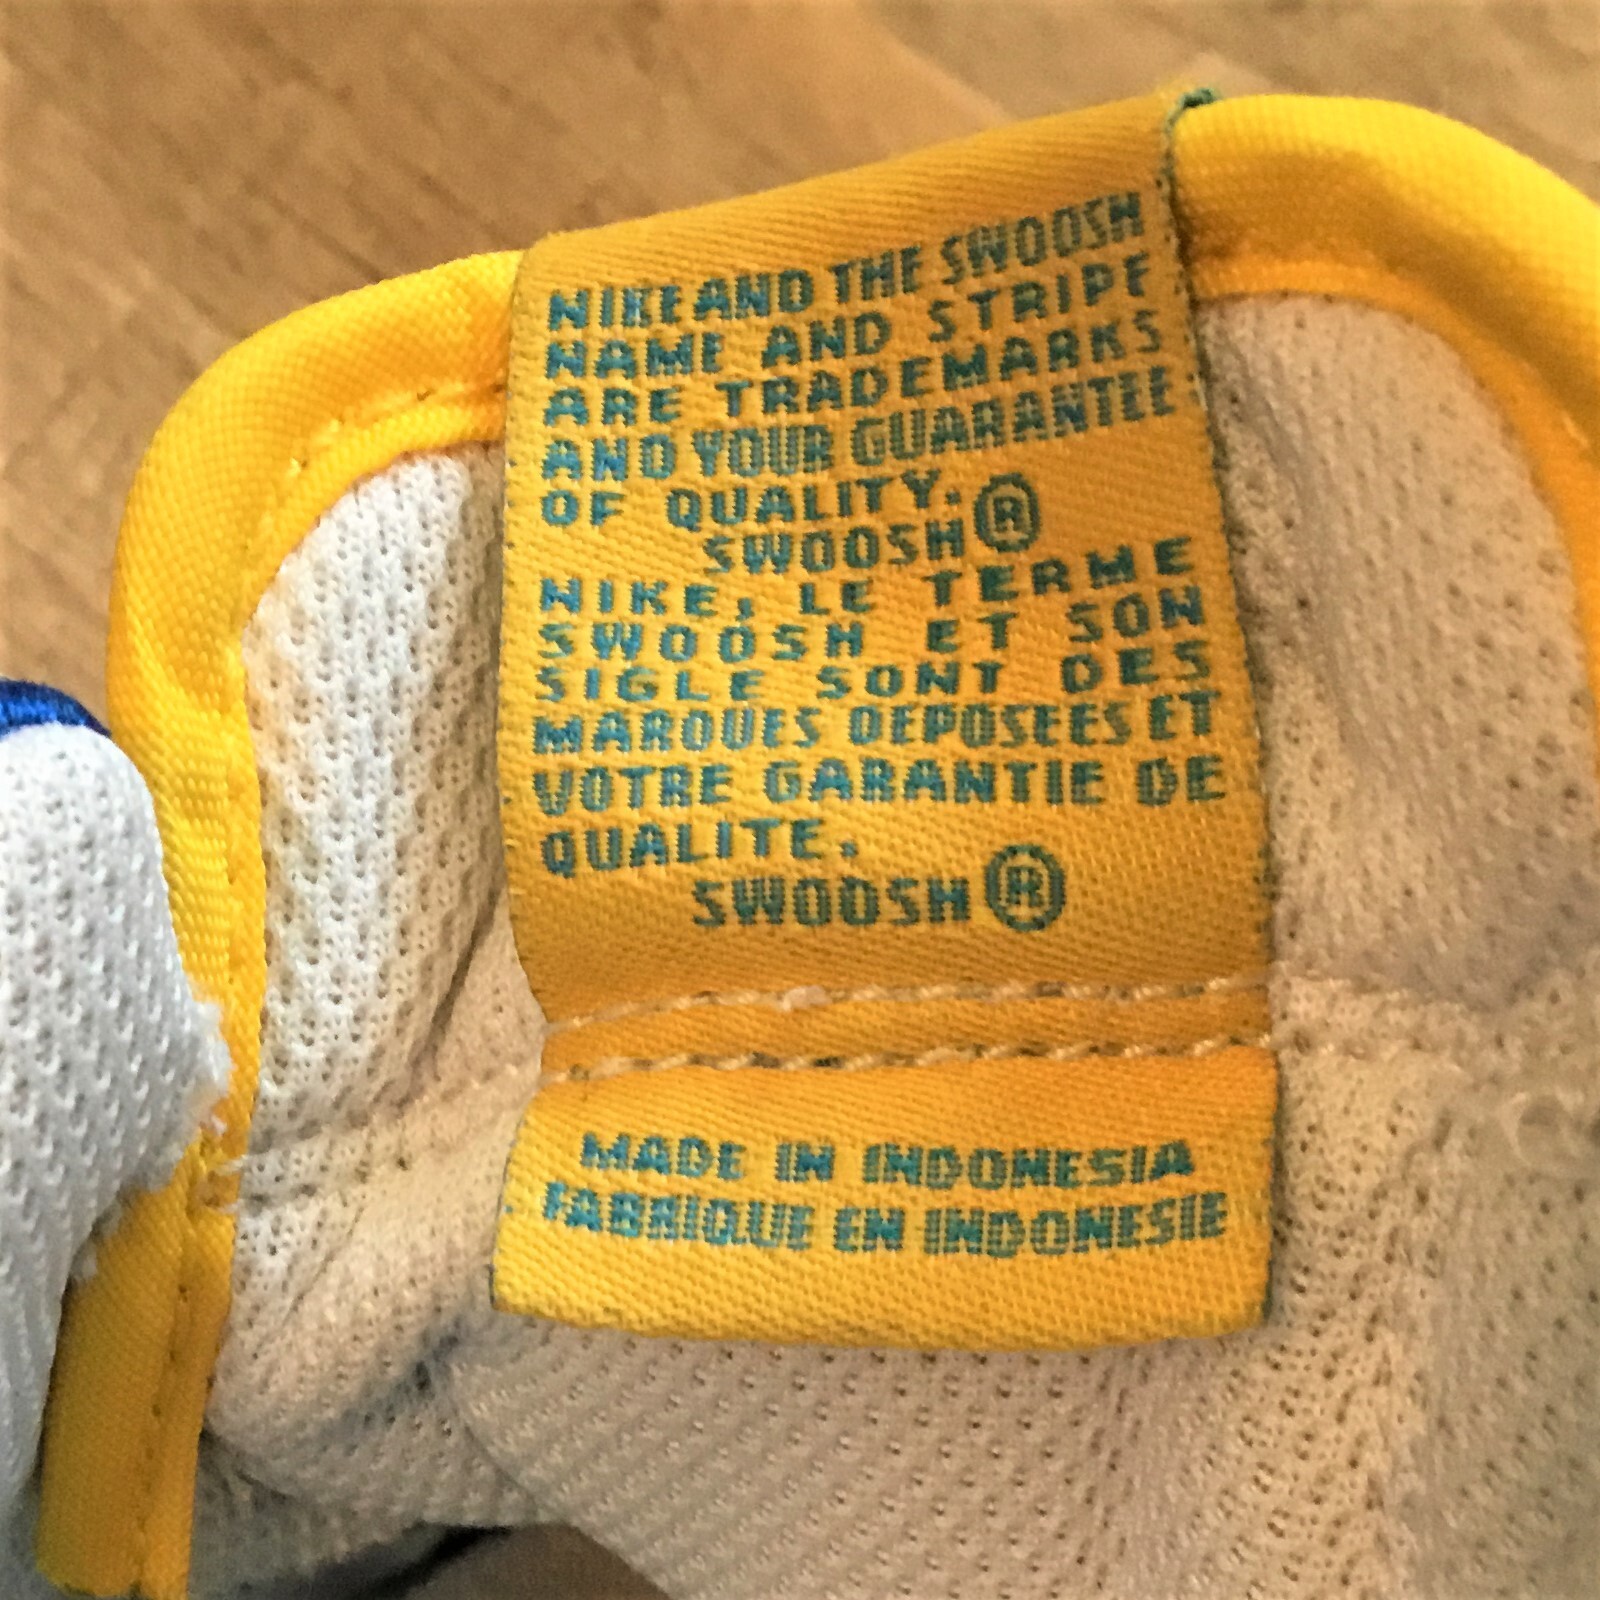 NIKE AND THE SWOOSH
NAME AND STRIPE
ARE TRADEMARKS
AND YOUR GUARANTEE
OF QUALITY.
SWOOSH®
NIKE, LE TERME
SWOOSH ET SON
SIGLE SONT DES
MARQUES DEPOSEES ET
VOTRE GARANTIE DE
QUALITE.
SWOOSH®
MADE IN INDONESIA
FABRIQUE EN INDONESIE